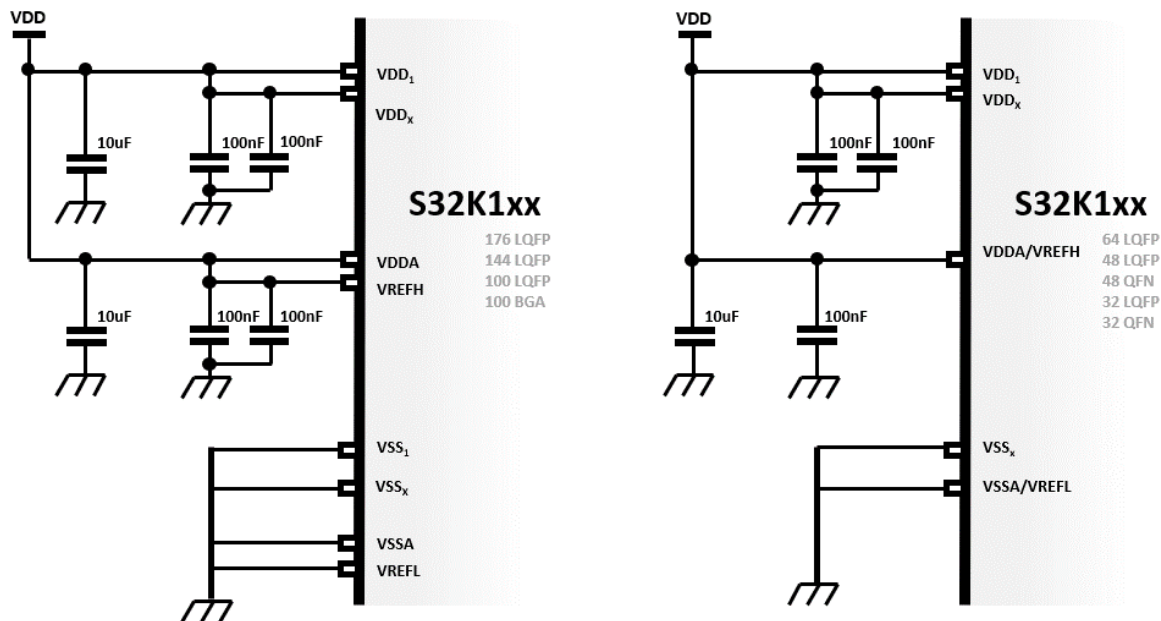 VDD
VDD₁
VDDₓ
10uF
100nF
100nF
S32K1xx
176 LQFP
144 LQFP
100 LQFP
100 BGA
VDDA
VREFH
10uF
100nF
100nF
VSS₁
VSSₓ
VSSA
VREFL
VDD
VDD₁
VDDₓ
100nF
100nF
S32K1xx
64 LQFP
48 LQFP
48 QFN
32 LQFP
32 QFN
VDDA/VREFH
10uF
100nF
VSSₓ
VSSA/VREFL